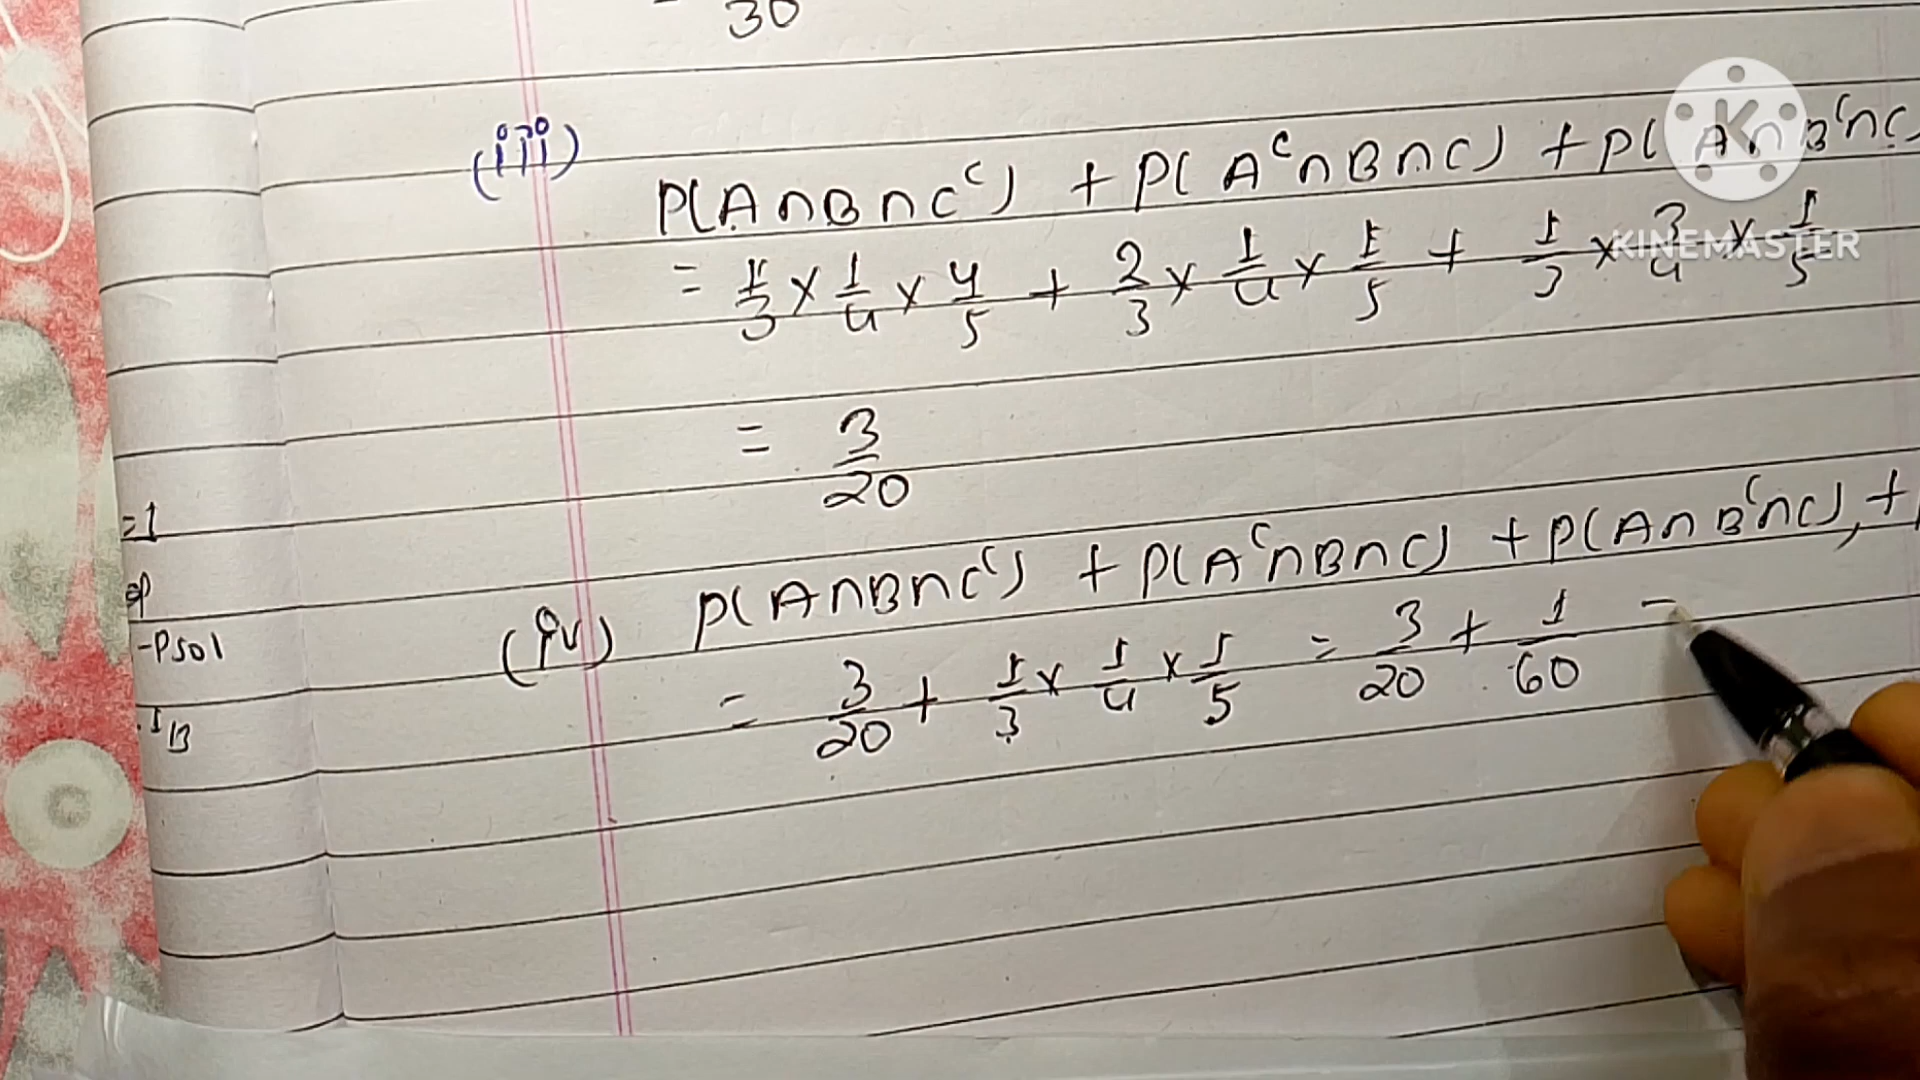 30
(iii)
P(A∩B∩Cᶜ) + P(Aᶜ∩B∩C) + P(A∩Bᶜ∩C
= 1/3 × 1/4 × 4/5 + 2/3 × 1/4 × 1/5 + 1/3 × 3/4 × 1/5
KINEMASTER
= 3/20
=1
(iv) P(A∩B∩Cᶜ) + P(Aᶜ∩B∩C) + P(A∩Bᶜ∩C) +
= 3/20 + 1/3 × 1/4 × 1/5 = 3/20 + 1/60 =